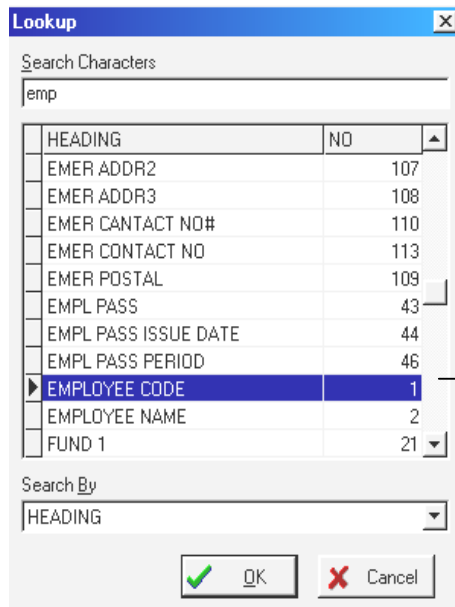 Lookup
Search Characters
emp
HEADING NO
EMER ADDR2 107
EMER ADDR3 108
EMER CANTACT NO# 110
EMER CONTACT NO 113
EMER POSTAL 109
EMPL PASS 43
EMPL PASS ISSUE DATE 44
EMPL PASS PERIOD 46
EMPLOYEE CODE 1
EMPLOYEE NAME 2
FUND 1 21
Search By
HEADING
OK Cancel